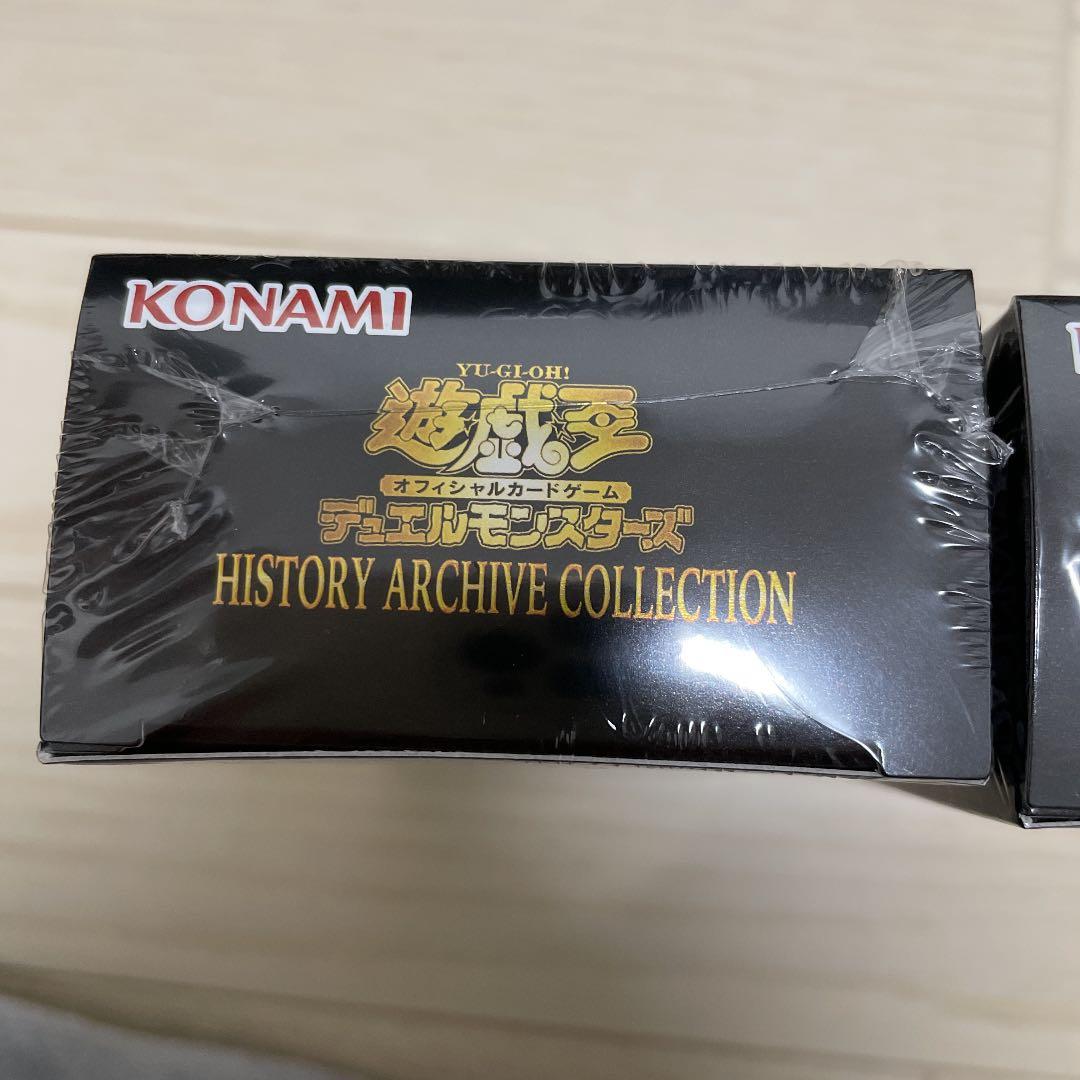 KONAMI
YU-GI-OH!
遊☆戯☆王
オフィシャルカードゲーム
デュエルモンスターズ
HISTORY ARCHIVE COLLECTION